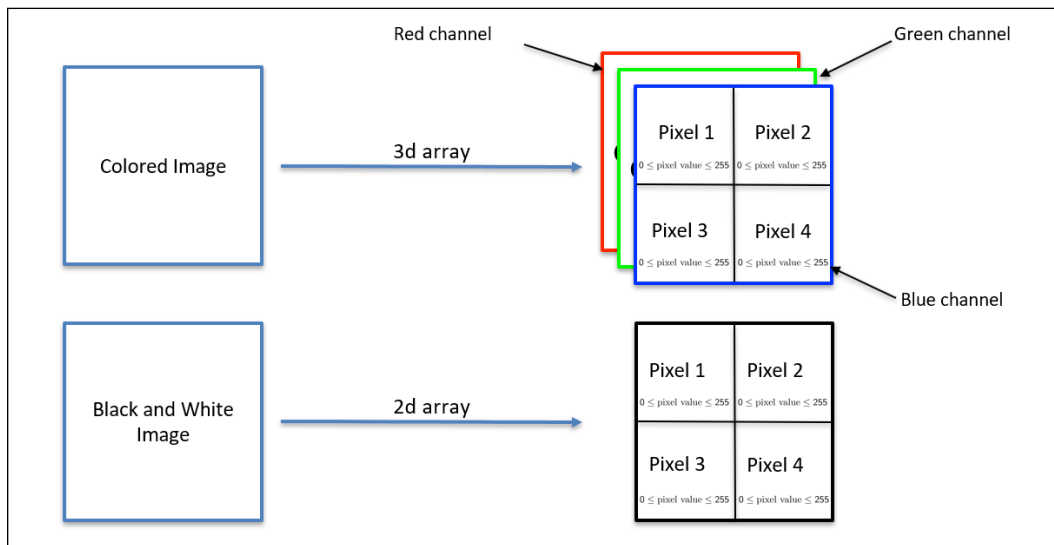 Red channel
Green channel
Colored Image
3d array
Pixel 1
Pixel 2
0 ≤ pixel value ≤ 255
0 ≤ pixel value ≤ 255
Pixel 3
Pixel 4
0 ≤ pixel value ≤ 255
0 ≤ pixel value ≤ 255
Blue channel
Black and White
Image
2d array
Pixel 1
Pixel 2
0 ≤ pixel value ≤ 255
0 ≤ pixel value ≤ 255
Pixel 3
Pixel 4
0 ≤ pixel value ≤ 255
0 ≤ pixel value ≤ 255